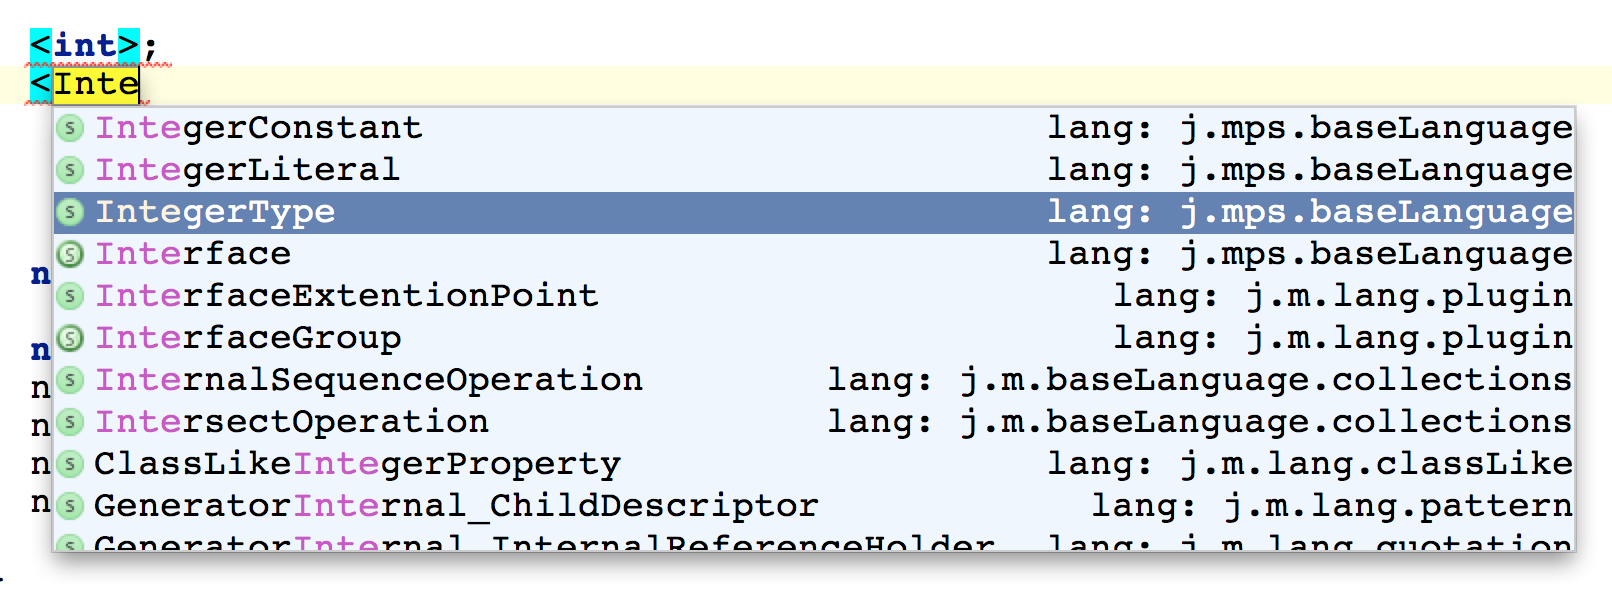 <int>;
<Inte
S IntegerConstant lang: j.mps.baseLanguage
S IntegerLiteral lang: j.mps.baseLanguage
S IntegerType lang: j.mps.baseLanguage
S Interface lang: j.mps.baseLanguage
n
S InterfaceExtentionPoint lang: j.m.lang.plugin
n S InterfaceGroup lang: j.m.lang.plugin
n S InternalSequenceOperation lang: j.m.baseLanguage.collections
n S IntersectOperation lang: j.m.baseLanguage.collections
n S ClassLikeIntegerProperty lang: j.m.lang.classLike
n S GeneratorInternal_ChildDescriptor lang: j.m.lang.pattern
S GeneratorInternal_InternalReferenceHolder lang: j.m.lang.quotation